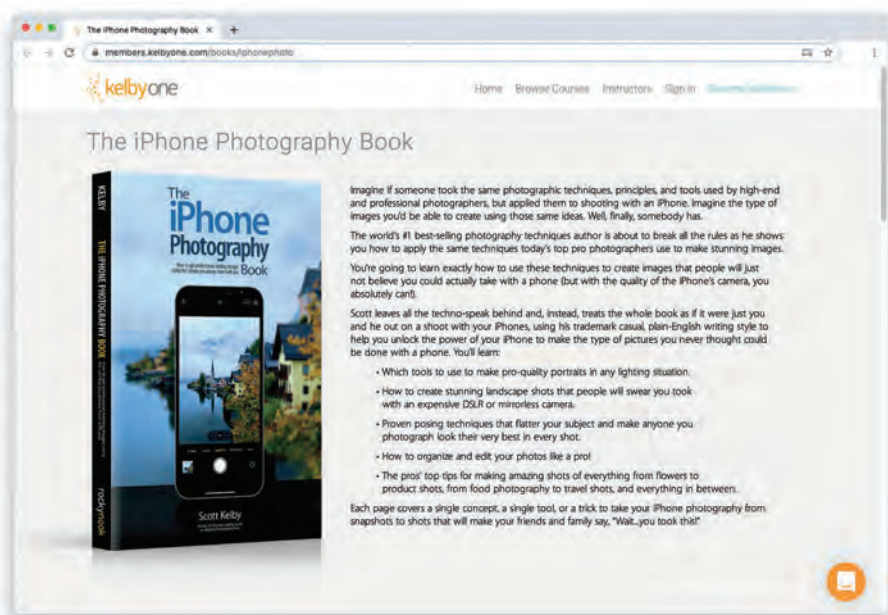 The iPhone Photography Book
members.kelbyone.com/books/iphonephoto
kelbyone
Home Browse Courses Instructors Sign In
The iPhone Photography Book
KELBY
THE IPHONE PHOTOGRAPHY BOOK
rockynook
The
iPhone
Photography
Book
Scott Kelby
Imagine if someone took the same photographic techniques, principles, and tools used by high-end
and professional photographers, but applied them to shooting with an iPhone. Imagine the type of
images you'd be able to create using those same ideas. Well, finally, somebody has.
The world's #1 best-selling photography techniques author is about to break all the rules as he shows
you how to apply the same techniques today's top pro photographers use to make stunning images.
You're going to learn exactly how to use these techniques to create images that people will just
not believe you could actually take with a phone (but with the quality of the iPhone's camera, you
absolutely can!).
Scott leaves all the techno-speak behind and, instead, treats the whole book as if it were just you
and he out on a shoot with your iPhones, using his trademark casual, plain-English writing style to
help you unlock the power of your iPhone to make the type of pictures you never thought could
be done with a phone. You'll learn:
• Which tools to use to make pro-quality portraits in any lighting situation.
• How to create stunning landscape shots that people will swear you took
with an expensive DSLR or mirrorless camera.
• Proven posing techniques that flatter your subject and make anyone you
photograph look their very best in every shot.
• How to organize and edit your photos like a pro!
• The pros' top tips for making amazing shots of everything from flowers to
product shots, from food photography to travel shots, and everything in between.
Each page covers a single concept, a single tool, or a trick to take your iPhone photography from
snapshots to shots that will make your friends and family say, "Wait...you took this!"